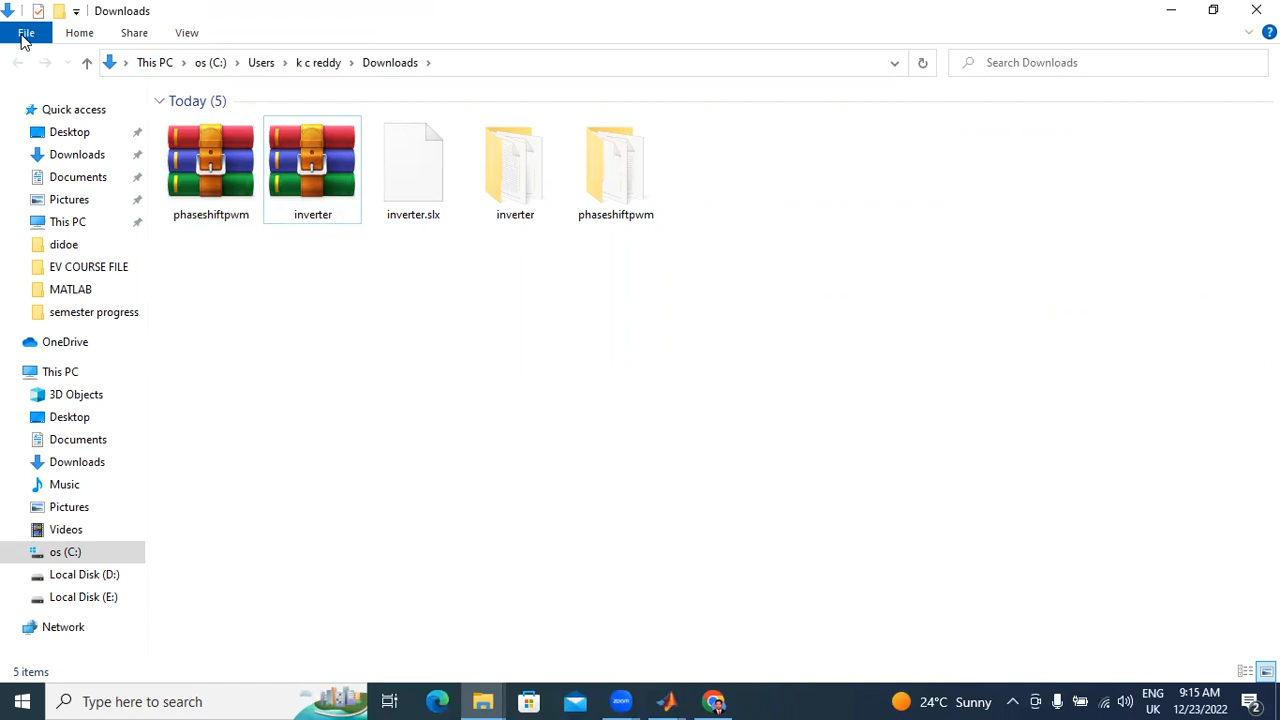 Downloads
File
Home
Share
View
This PC
os (C:)
Users
k c reddy
Downloads
Search Downloads
Quick access
Desktop
Downloads
Documents
Pictures
This PC
didoe
EV COURSE FILE
MATLAB
semester progress
OneDrive
This PC
3D Objects
Desktop
Documents
Downloads
Music
Pictures
Videos
os (C:)
Local Disk (D:)
Local Disk (E:)
Network
Today (5)
phaseshiftpwm
inverter
inverter.slx
inverter
phaseshiftpwm
5 items
Type here to search
zoom
24°C Sunny
ENG
UK
9:15 AM
12/23/2022
2